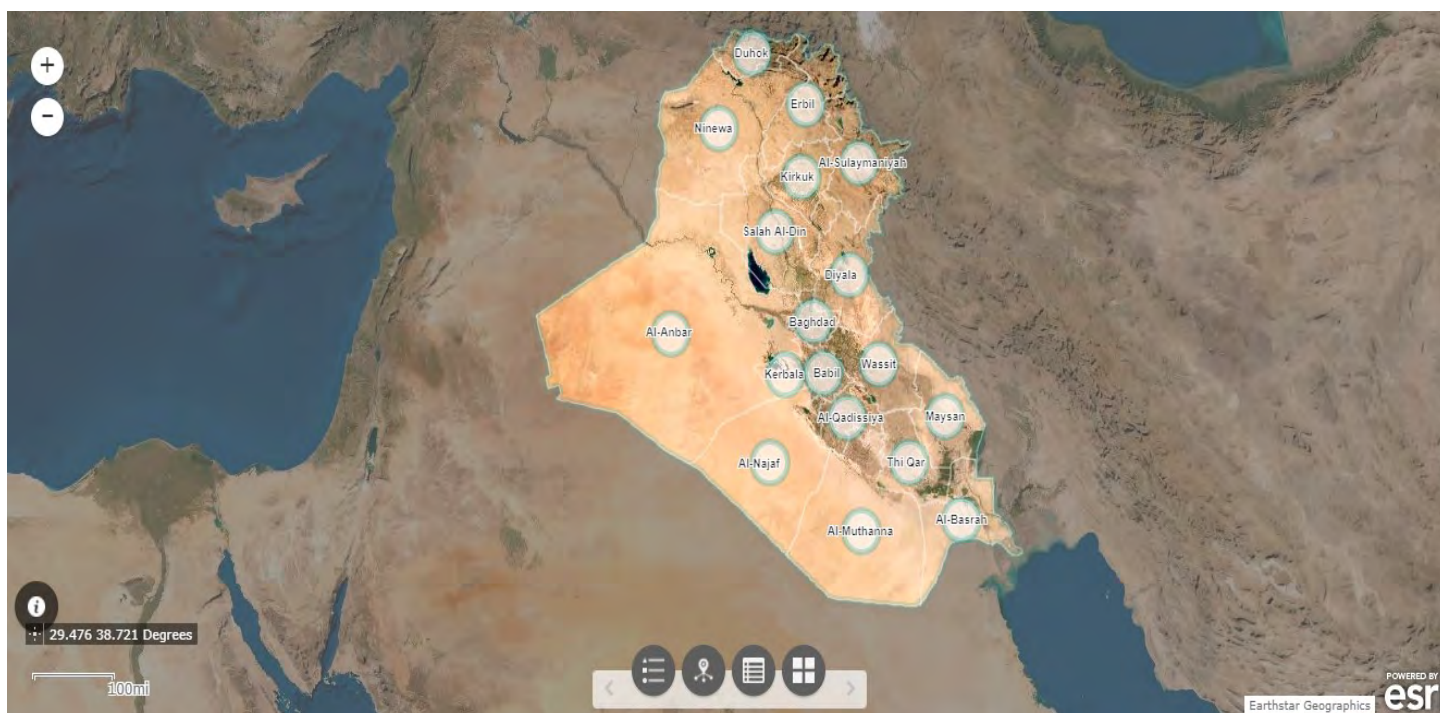 +
Duhok
Erbil
−
Ninewa
Al-Sulaymaniyah
Kirkuk
Salah Al-Din
Diyala
Baghdad
Al-Anbar
Wassit
Kerbala
Babil
Al-Qadissiya
Maysan
Al-Najaf
Thi Qar
Al-Basrah
Al-Muthanna
i
29.476 38.721 Degrees
100mi
POWERED BY
esr
Earthstar Geographics